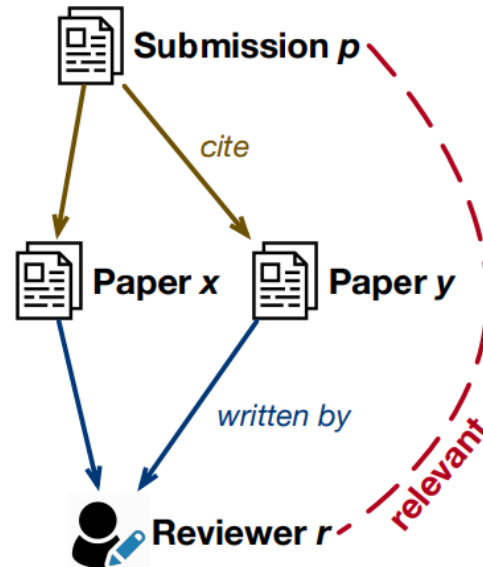 Submission p
cite
Paper x
Paper y
written by
relevant
Reviewer r